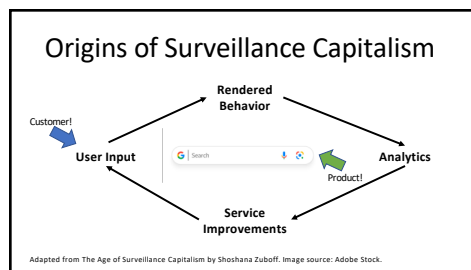 Origins of Surveillance Capitalism
Rendered
Behavior
Customer!
User Input
G
Search
Analytics
Product!
Service
Improvements
Adapted from The Age of Surveillance Capitalism by Shoshana Zuboff. Image source: Adobe Stock.